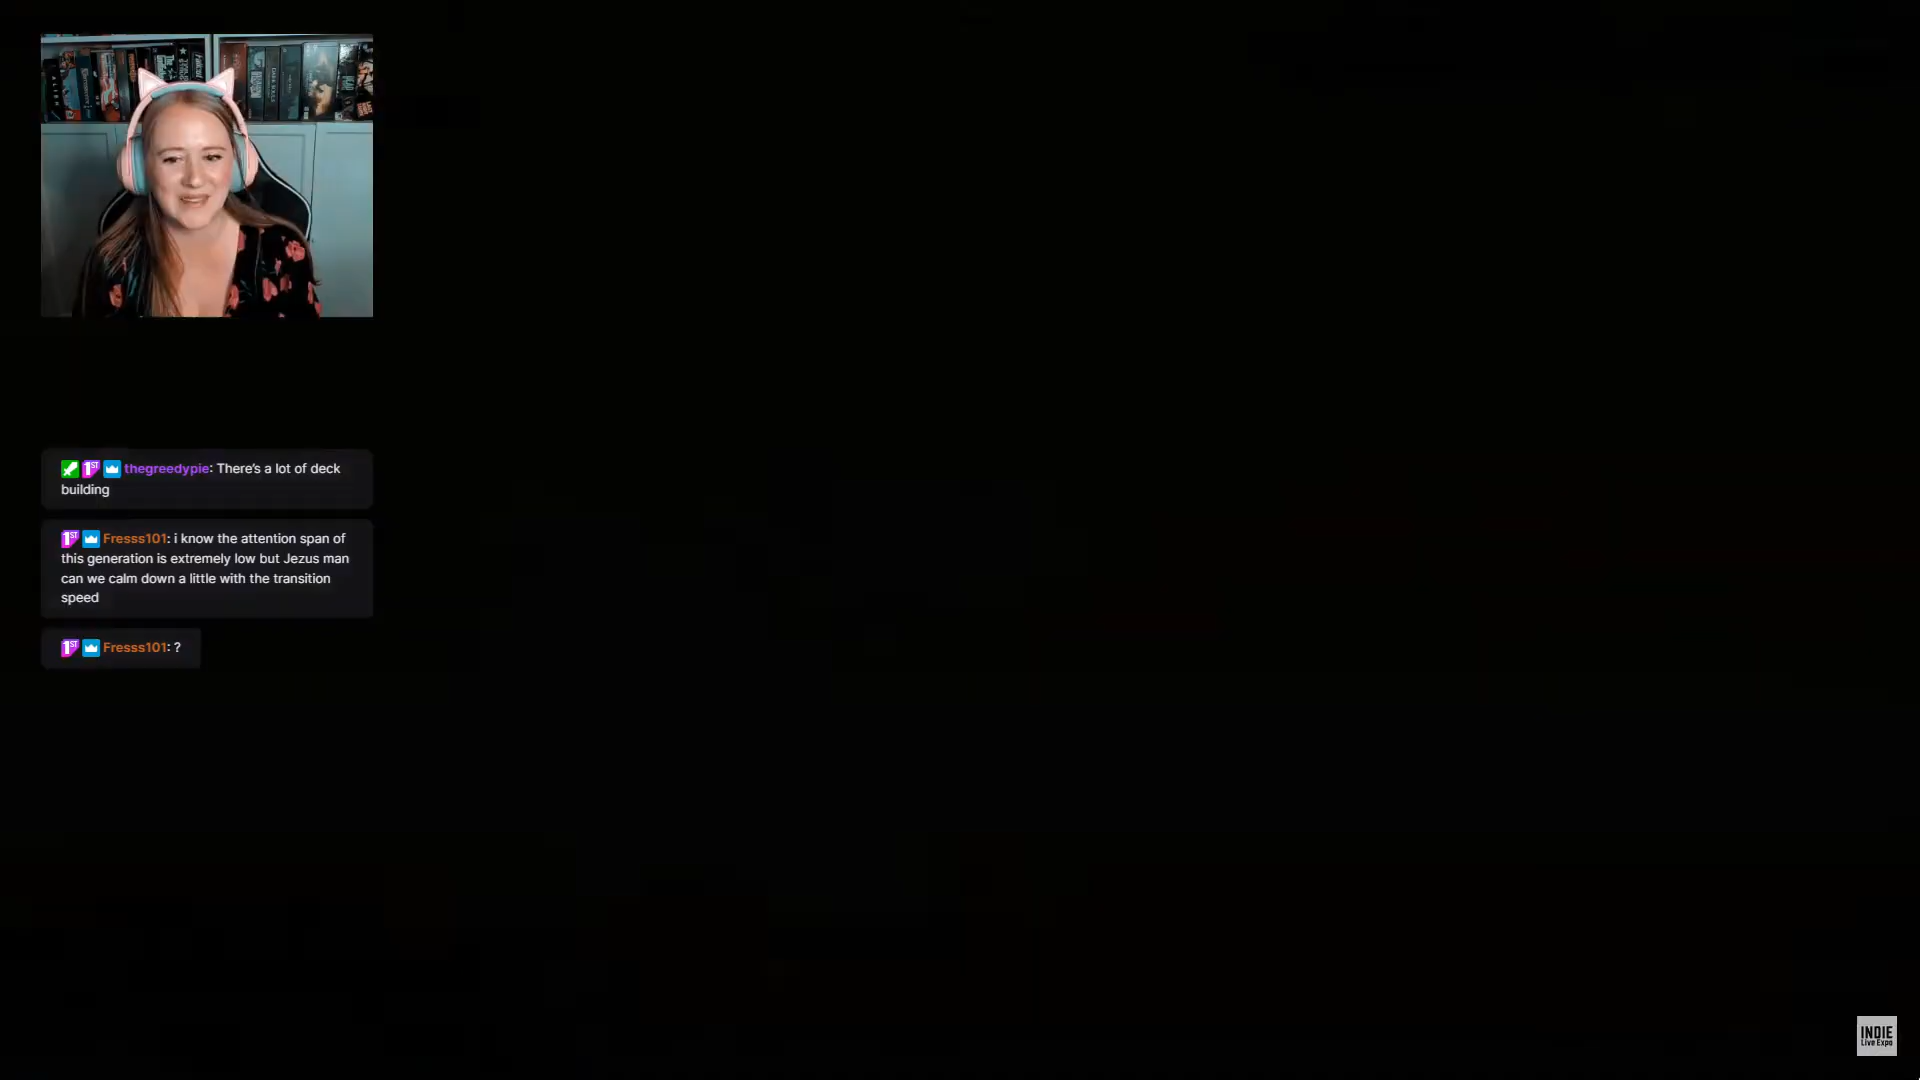 thegreedypie: There's a lot of deck
building
Fresss101: i know the attention span of
this generation is extremely low but Jezus man
can we calm down a little with the transition
speed
Fresss101: ?
INDIE
Live Expo